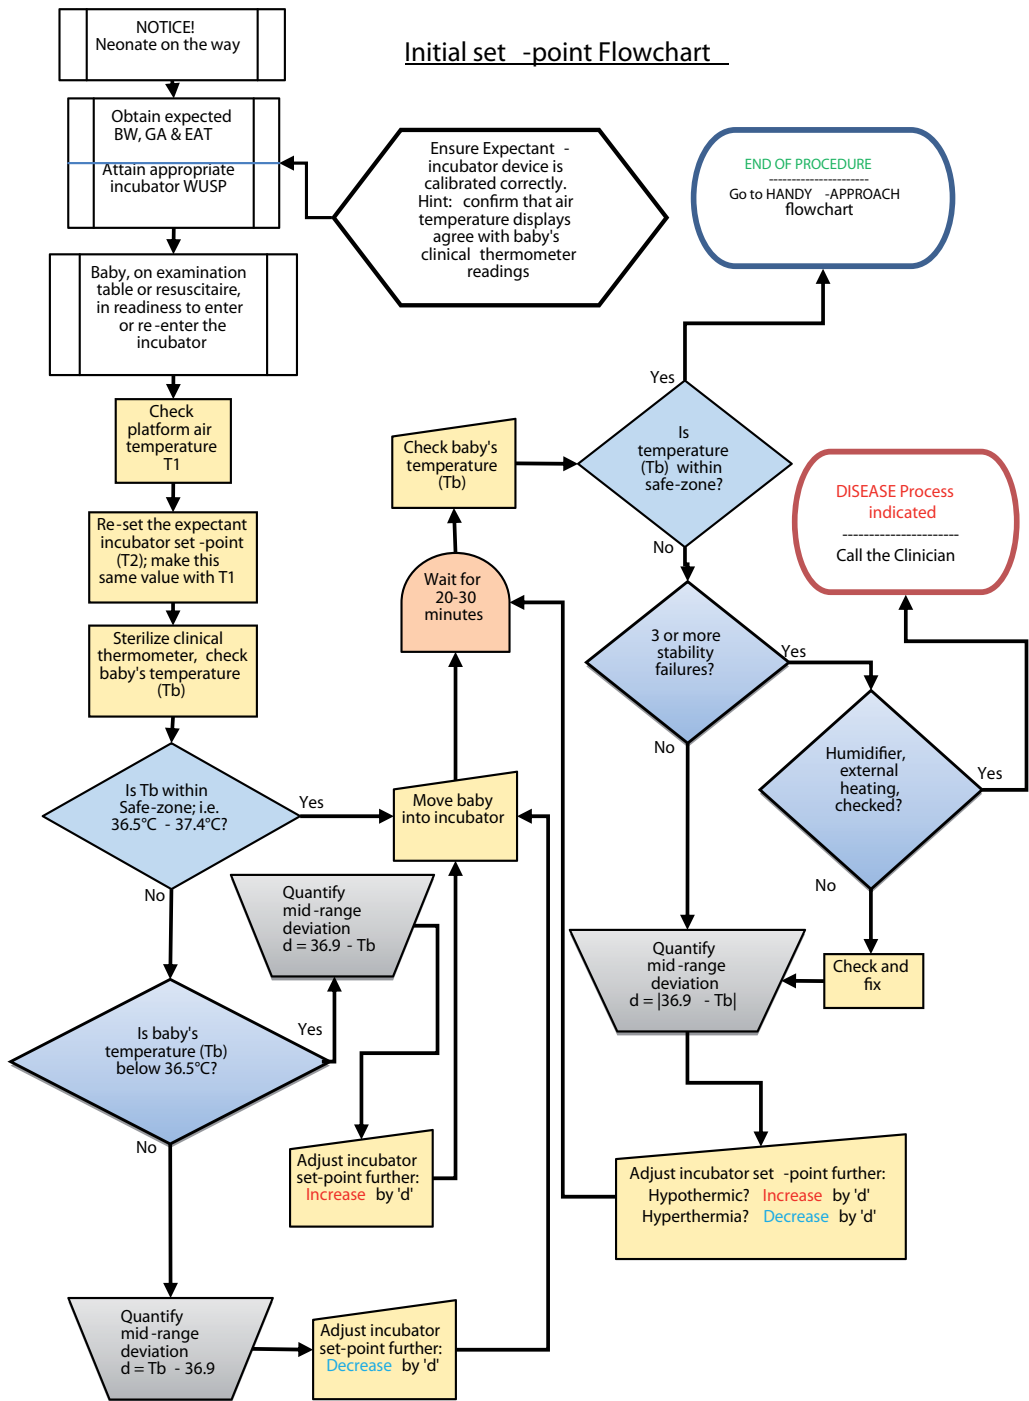 Initial set -point Flowchart
NOTICE!
Neonate on the way
Obtain expected
BW, GA & EAT
Attain appropriate
incubator WUSP
Ensure Expectant -
incubator device is
calibrated correctly.
Hint: confirm that air
temperature displays
agree with baby's
clinical thermometer
readings
END OF PROCEDURE
----------------------
Go to HANDY -APPROACH
flowchart
Baby, on examination
table or resuscitaire,
in readiness to enter
or re-enter the
incubator
Check
platform air
temperature
T1
Re-set the expectant
incubator set -point
(T2); make this
same value with T1
Sterilize clinical
thermometer, check
baby's temperature
(Tb)
Is Tb within
Safe-zone; i.e.
36.5°C - 37.4°C?
Yes
No
Move baby
into incubator
Wait for
20-30
minutes
Check baby's
temperature
(Tb)
Is
temperature
(Tb) within
safe-zone?
Yes
No
DISEASE Process
indicated
----------------------
Call the Clinician
3 or more
stability
failures?
Yes
No
Humidifier,
external
heating,
checked?
Yes
No
Check and
fix
Quantify
mid-range
deviation
d = |36.9 - Tb|
Adjust incubator set -point further:
Hypothermic? Increase by 'd'
Hyperthermia? Decrease by 'd'
Is baby's
temperature (Tb)
below 36.5°C?
Yes
No
Quantify
mid-range
deviation
d = 36.9 - Tb
Adjust incubator
set-point further:
Increase by 'd'
Quantify
mid-range
deviation
d = Tb - 36.9
Adjust incubator
set-point further:
Decrease by 'd'